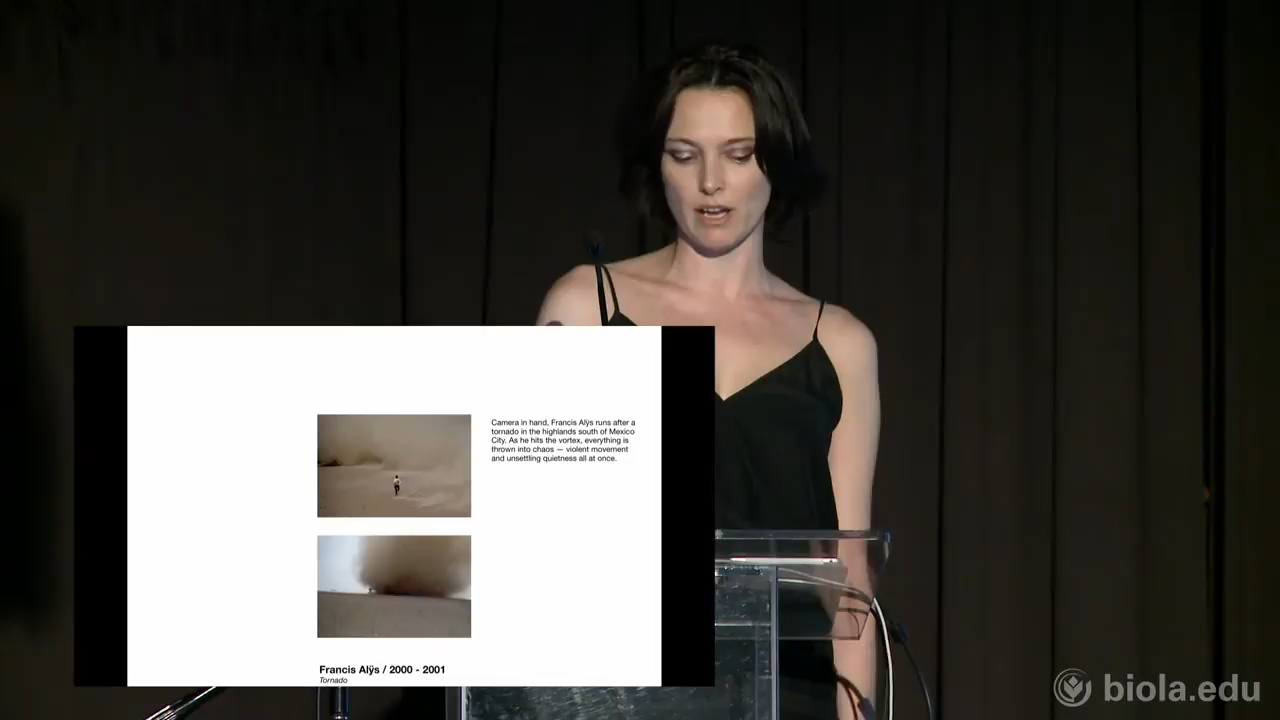 Camera in hand, Francis Alÿs runs after a
tornado in the highlands south of Mexico
City. As he hits the vortex, everything is
thrown into chaos — violent movement
and unsettling quietness all at once.
Francis Alÿs / 2000 - 2001
Tornado
biola.edu